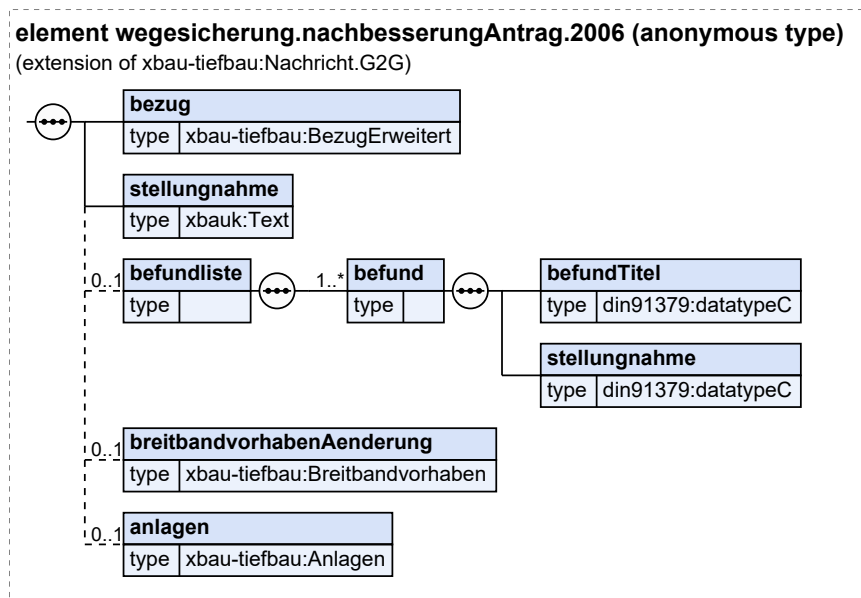 element wegesicherung.nachbesserungAntrag.2006 (anonymous type)
(extension of xbau-tiefbau:Nachricht.G2G)
bezug
type xbau-tiefbau:BezugErweitert
stellungnahme
type xbauk:Text
0..1 befundliste 1..* befund befundTitel
type type type din91379:datatypeC
stellungnahme
type din91379:datatypeC
0..1 breitbandvorhabenAenderung
type xbau-tiefbau:Breitbandvorhaben
0..1 anlagen
type xbau-tiefbau:Anlagen